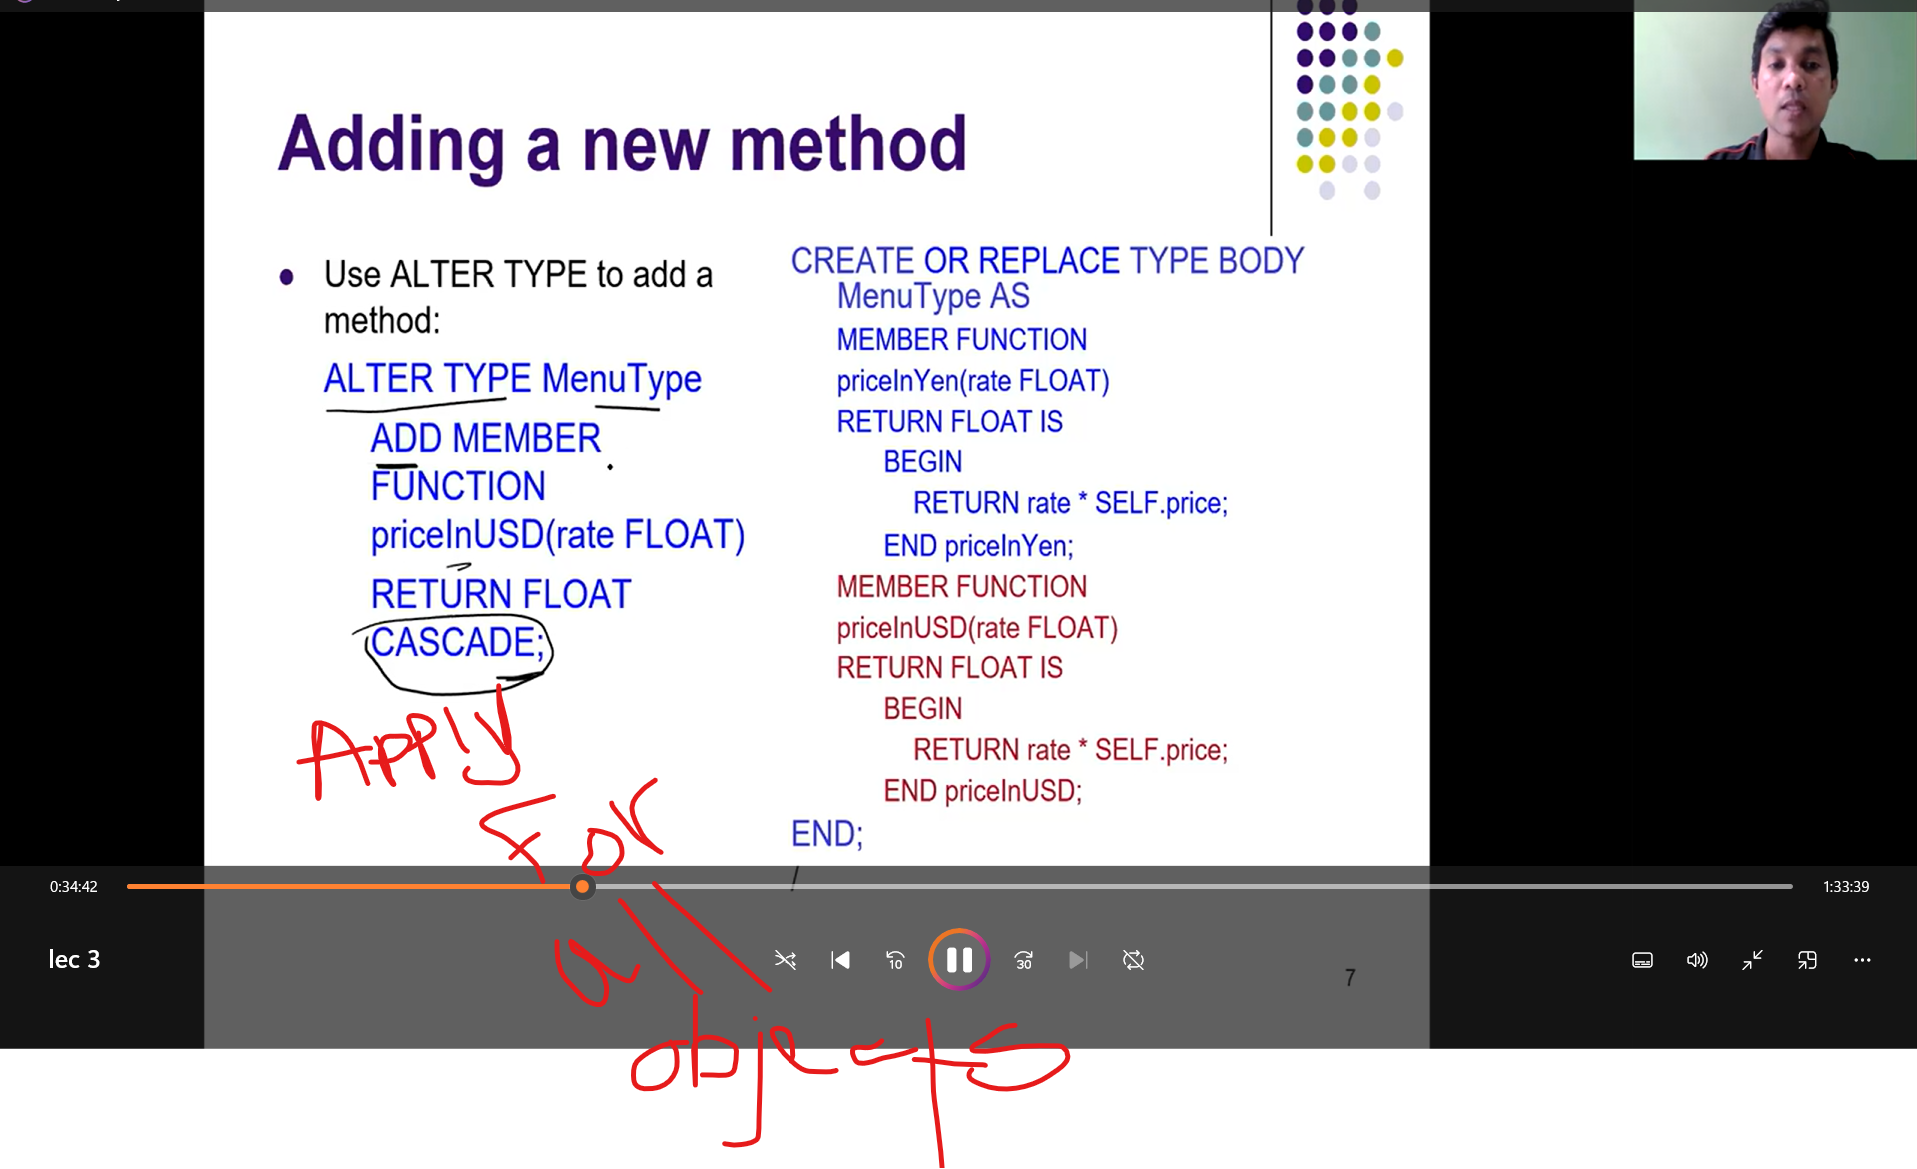 Adding a new method
• Use ALTER TYPE to add a
method:
ALTER TYPE MenuType
ADD MEMBER
FUNCTION
priceInUSD(rate FLOAT)
RETURN FLOAT
CASCADE;
CREATE OR REPLACE TYPE BODY
MenuType AS
MEMBER FUNCTION
priceInYen(rate FLOAT)
RETURN FLOAT IS
BEGIN
RETURN rate * SELF.price;
END priceInYen;
MEMBER FUNCTION
priceInUSD(rate FLOAT)
RETURN FLOAT IS
BEGIN
RETURN rate * SELF.price;
END priceInUSD;
END;
/
Apply
For
all
objects
0:34:42
1:33:39
lec 3
10
30
7